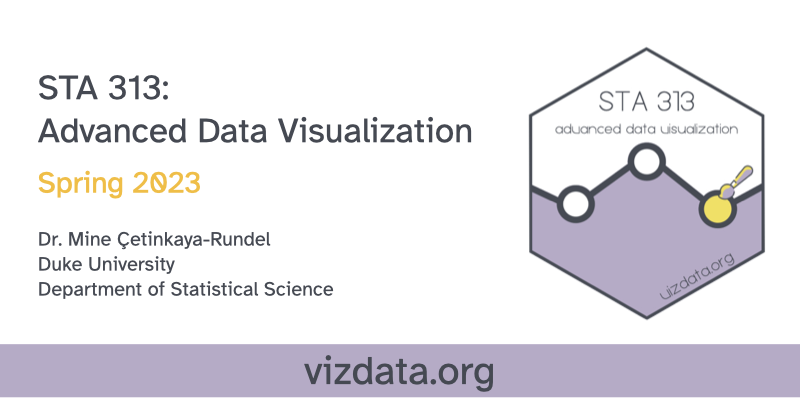 STA 313:
Advanced Data Visualization
Spring 2023
Dr. Mine Çetinkaya-Rundel
Duke University
Department of Statistical Science
STA 313
advanced data visualization
vizdata.org
vizdata.org